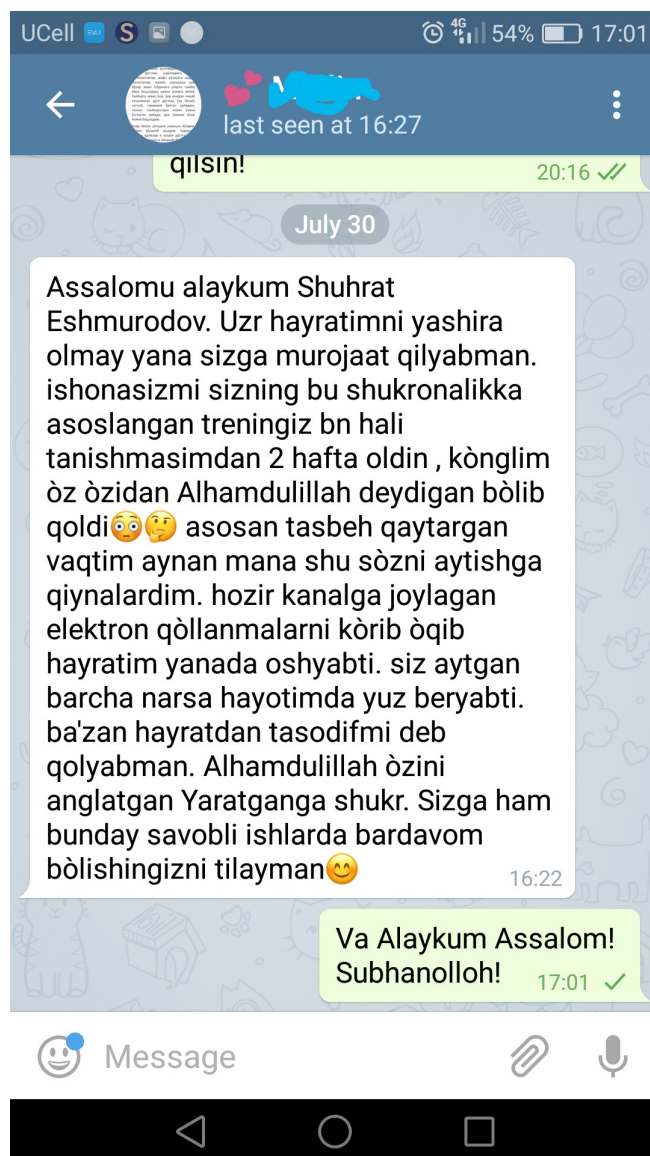 UCell
4G
54%
17:01
last seen at 16:27
qilsin!
20:16
July 30
Assalomu alaykum Shuhrat
Eshmurodov. Uzr hayratimni yashira
olmay yana sizga murojaat qilyabman.
ishonasizmi sizning bu shukronalikka
asoslangan treningiz bn hali
tanishmasimdan 2 hafta oldin , kònglim
òz òzidan Alhamdulillah deydigan bòlib
qoldi😳🤔 asosan tasbeh qaytargan
vaqtim aynan mana shu sòzni aytishga
qiynalardim. hozir kanalga joylagan
elektron qòllanmalarni kòrib òqib
hayratim yanada oshyabti. siz aytgan
barcha narsa hayotimda yuz beryabti.
ba'zan hayratdan tasodifmi deb
qolyabman. Alhamdulillah òzini
anglatgan Yaratganga shukr. Sizga ham
bunday savobli ishlarda bardavom
bòlishingizni tilayman😊
16:22
Va Alaykum Assalom!
Subhanolloh!
17:01
Message